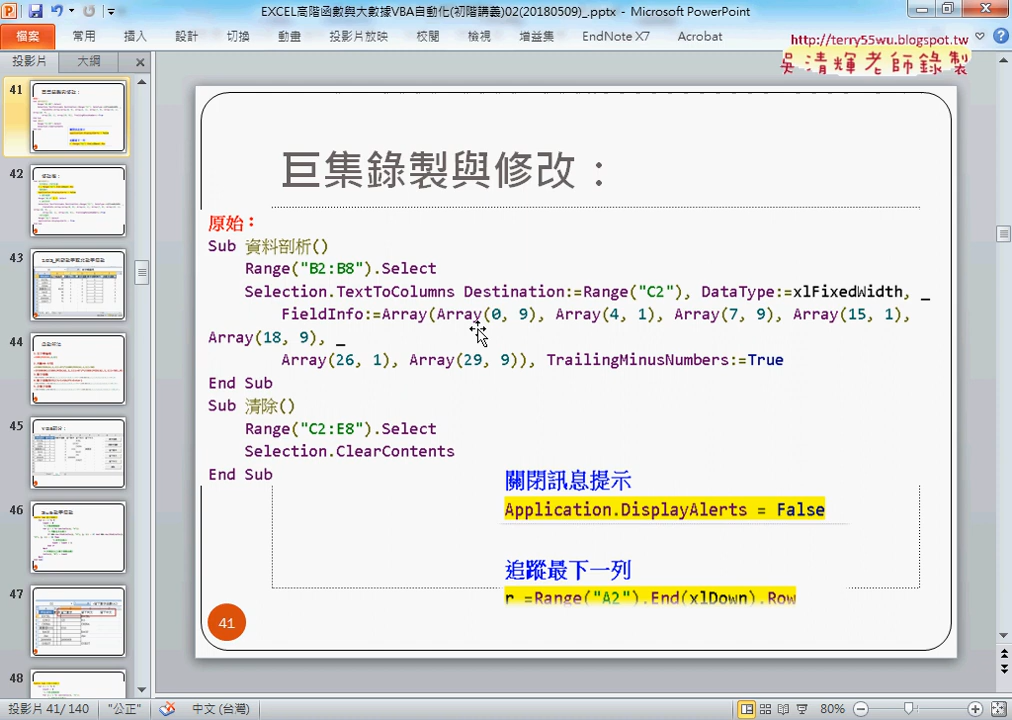 EXCEL高階函數與大數據VBA自動化(初階講義)02(20180509)_.pptx - Microsoft PowerPoint
檔案 常用 插入 設計 切換 動畫 投影片放映 校閱 檢視 增益集 EndNote X7 Acrobat
http://terry55wu.blogspot.tw
吳清輝老師錄製
投影片 大綱
41
42
43
44
45
46
47
48
巨集錄製與修改：
原始：
Sub 資料剖析()
Range("B2:B8").Select
Selection.TextToColumns Destination:=Range("C2"), DataType:=xlFixedWidth, _
FieldInfo:=Array(Array(0, 9), Array(4, 1), Array(7, 9), Array(15, 1),
Array(18, 9), _
Array(26, 1), Array(29, 9)), TrailingMinusNumbers:=True
End Sub
Sub 清除()
Range("C2:E8").Select
Selection.ClearContents
End Sub
關閉訊息提示
Application.DisplayAlerts = False
追蹤最下一列
r =Range("A2").End(xlDown).Row
41
投影片 41/ 140 "公正" 中文 (台灣) 80%